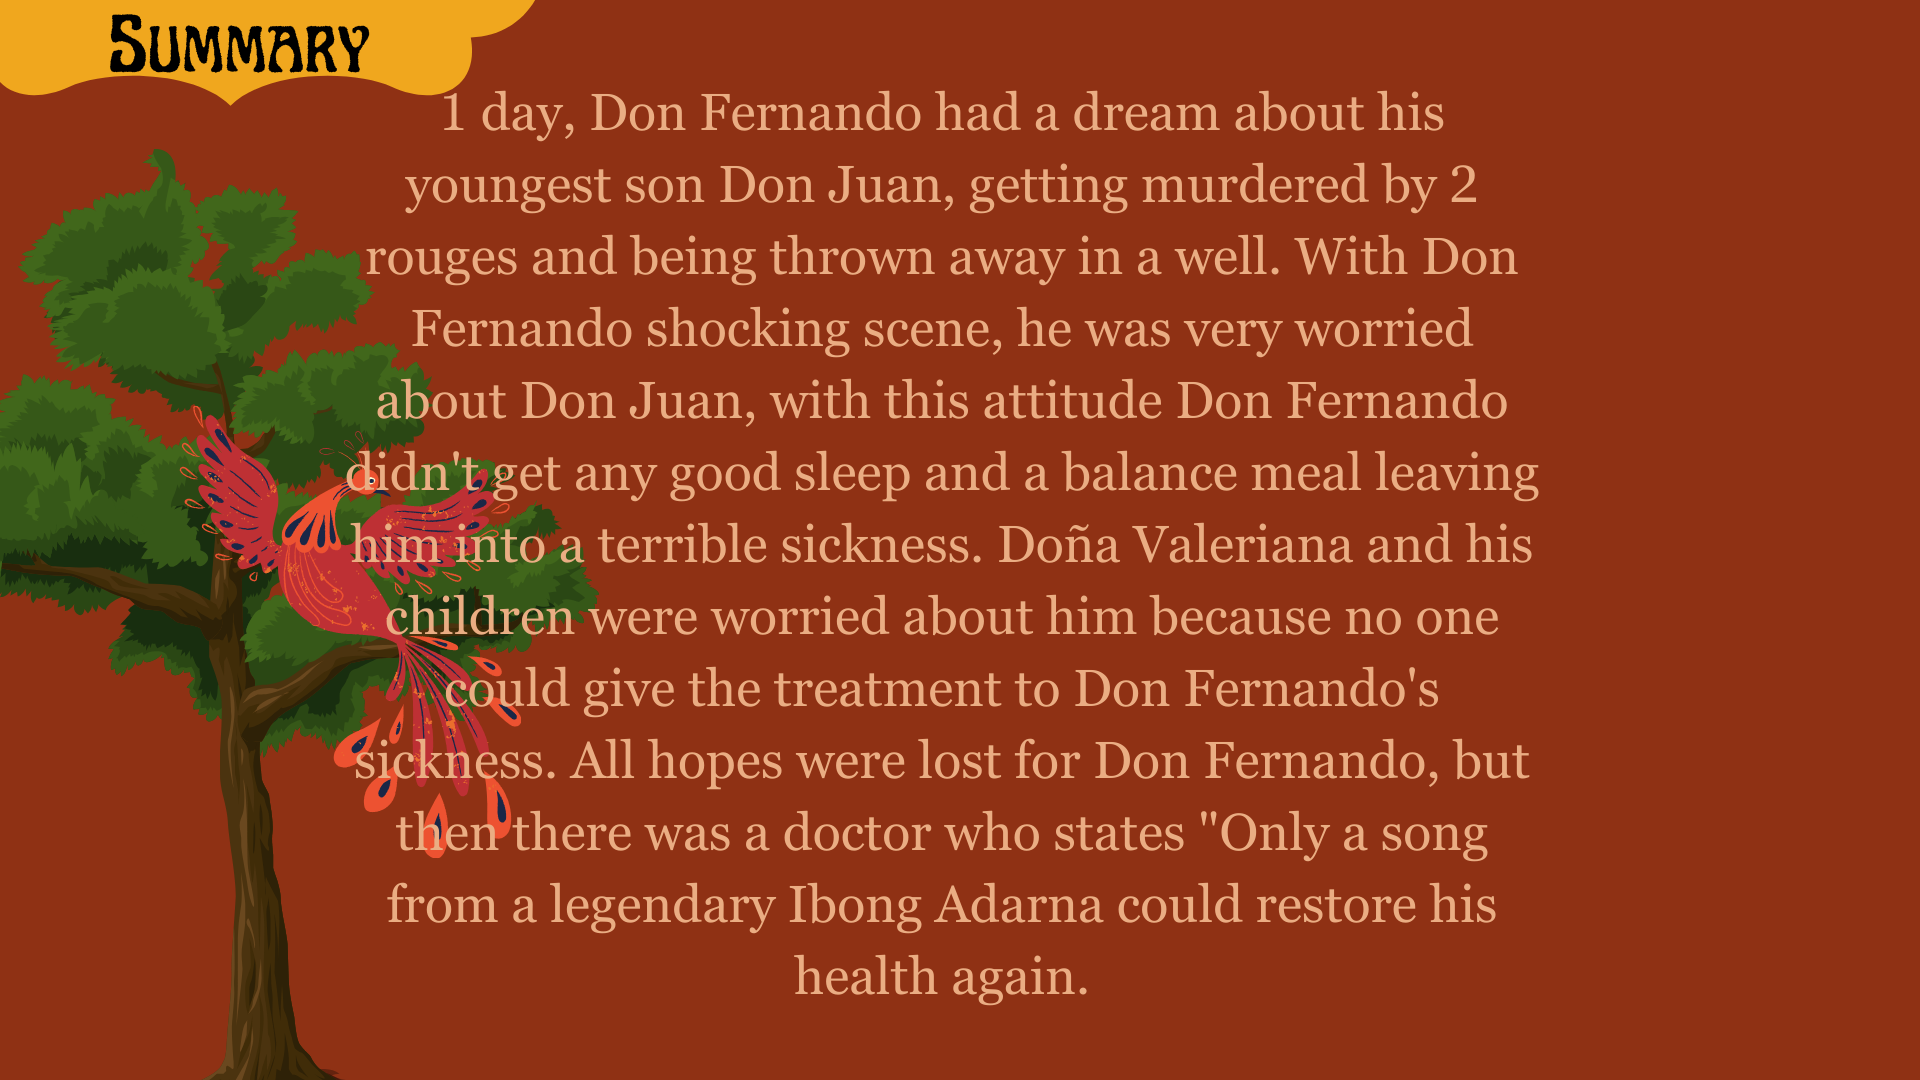 Summary
1 day, Don Fernando had a dream about his
youngest son Don Juan, getting murdered by 2
rouges and being thrown away in a well. With Don
Fernando shocking scene, he was very worried
about Don Juan, with this attitude Don Fernando
didn't get any good sleep and a balance meal leaving
him into a terrible sickness. Doña Valeriana and his
children were worried about him because no one
could give the treatment to Don Fernando's
sickness. All hopes were lost for Don Fernando, but
then there was a doctor who states "Only a song
from a legendary Ibong Adarna could restore his
health again.